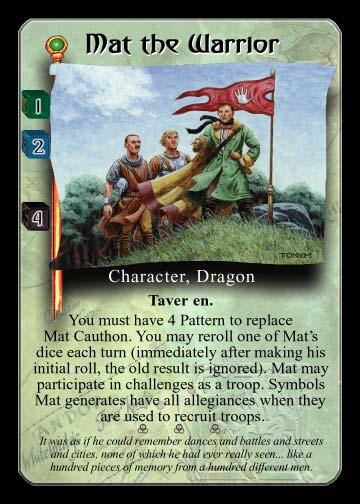 Mat the Warrior
1
2
4
TONYM
Character, Dragon
Taver en.
You must have 4 Pattern to replace
Mat Cauthon. You may reroll one of Mat's
dice each turn (immediately after making his
initial roll, the old result is ignored). Mat may
participate in challenges as a troop. Symbols
Mat generates have all allegiances when they
are used to recruit troops.
It was as if he could remember dances and battles and streets
and cities, none of which he had ever really seen... like a
hundred pieces of memory from a hundred different men.